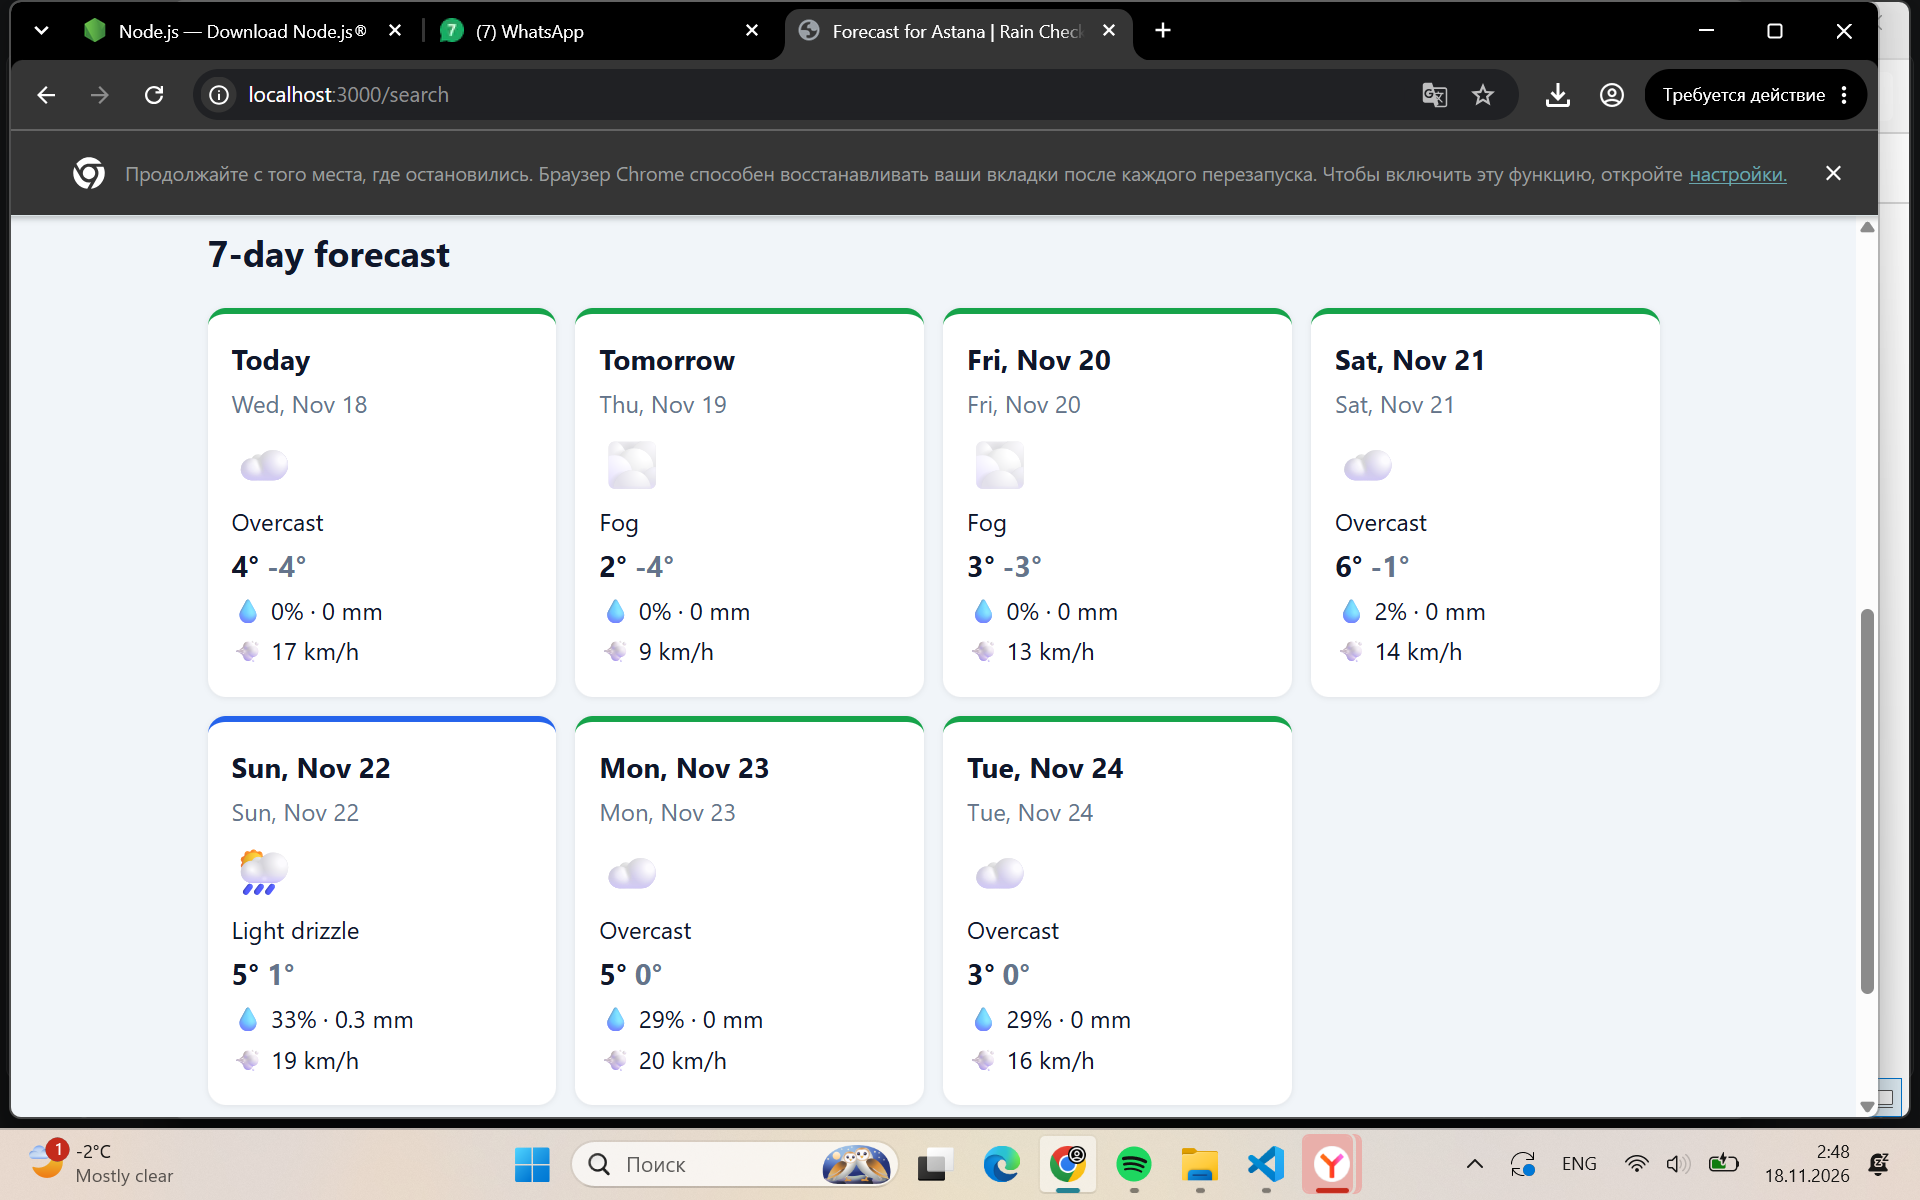 Node.js — Download Node.js®
7
(7) WhatsApp
Forecast for Astana | Rain Chec
localhost:3000/search
Требуется действие
Продолжайте с того места, где остановились. Браузер Chrome способен восстанавливать ваши вкладки после каждого перезапуска. Чтобы включить эту функцию, откройте настройки.
7-day forecast
Today
Wed, Nov 18
Overcast
4° -4°
0% · 0 mm
17 km/h
Tomorrow
Thu, Nov 19
Fog
2° -4°
0% · 0 mm
9 km/h
Fri, Nov 20
Fri, Nov 20
Fog
3° -3°
0% · 0 mm
13 km/h
Sat, Nov 21
Sat, Nov 21
Overcast
6° -1°
2% · 0 mm
14 km/h
Sun, Nov 22
Sun, Nov 22
Light drizzle
5° 1°
33% · 0.3 mm
19 km/h
Mon, Nov 23
Mon, Nov 23
Overcast
5° 0°
29% · 0 mm
20 km/h
Tue, Nov 24
Tue, Nov 24
Overcast
3° 0°
29% · 0 mm
16 km/h
1
-2°C
Mostly clear
Поиск
ENG
2:48
18.11.2026